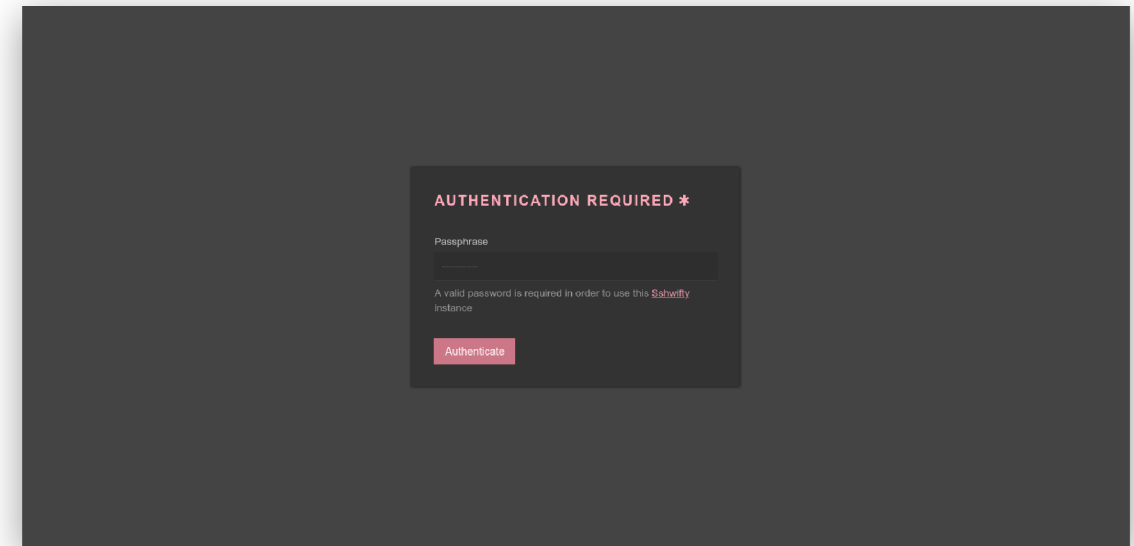 AUTHENTICATION REQUIRED *
Passphrase
----------
A valid password is required in order to use this Sshwifty
instance
Authenticate